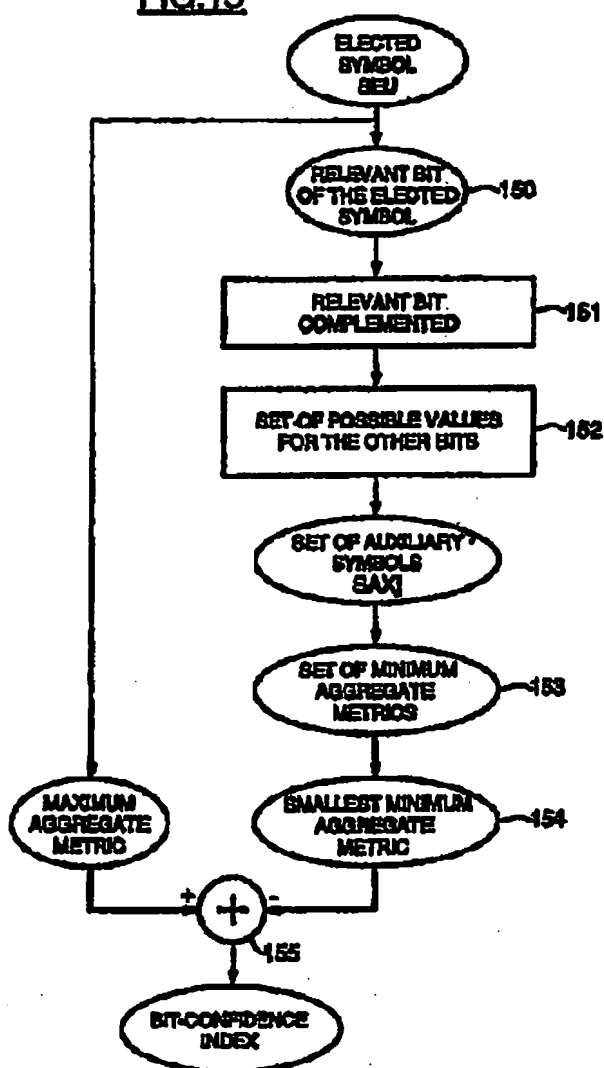 ELECTED
SYMBOL
SEU
RELEVANT BIT
OF THE ELECTED
SYMBOL
150
RELEVANT BIT
COMPLEMENTED
151
SET OF POSSIBLE VALUES
FOR THE OTHER BITS
152
SET OF AUXILIARY
SYMBOLS
SAXj
SET OF MINIMUM
AGGREGATE
METRICS
153
MAXIMUM
AGGREGATE
METRIC
SMALLEST MINIMUM
AGGREGATE
METRIC
154
+ + -
155
BIT-CONFIDENCE
INDEX